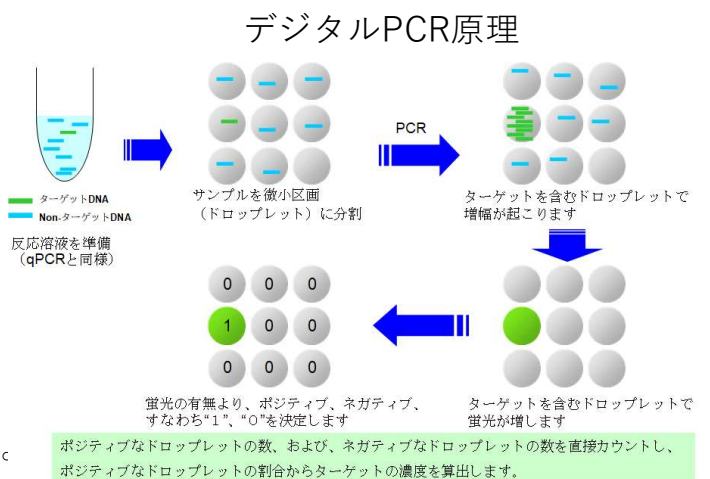 デジタルPCR原理
PCR
ターゲットDNA
Non-ターゲットDNA
反応溶液を準備
（qPCRと同様）
サンプルを微小区画
（ドロップレット）に分割
ターゲットを含むドロップレットで
増幅が起こります
0 0 0
1 0 0
0 0 0
蛍光の有無より、ポジティブ、ネガティブ、
すなわち“1”、“0”を決定します
ターゲットを含むドロップレットで
蛍光が増します
ポジティブなドロップレットの数、および、ネガティブなドロップレットの数を直接カウントし、
ポジティブなドロップレットの割合からターゲットの濃度を算出します。